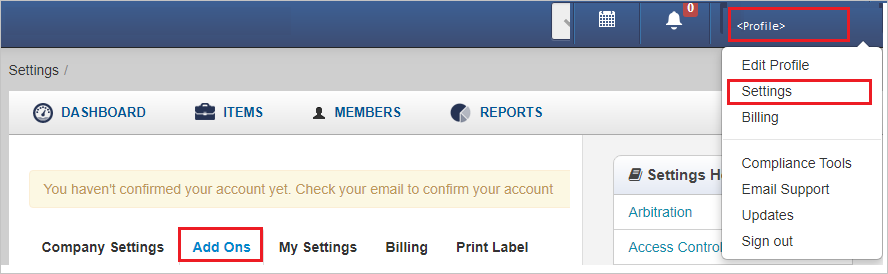 0
<Profile>
Settings /
Edit Profile
Settings
Billing
Compliance Tools
Email Support
Updates
Sign out
DASHBOARD ITEMS MEMBERS REPORTS
You haven't confirmed your account yet. Check your email to confirm your account
Company Settings Add Ons My Settings Billing Print Label
Settings
Arbitration
Access Control